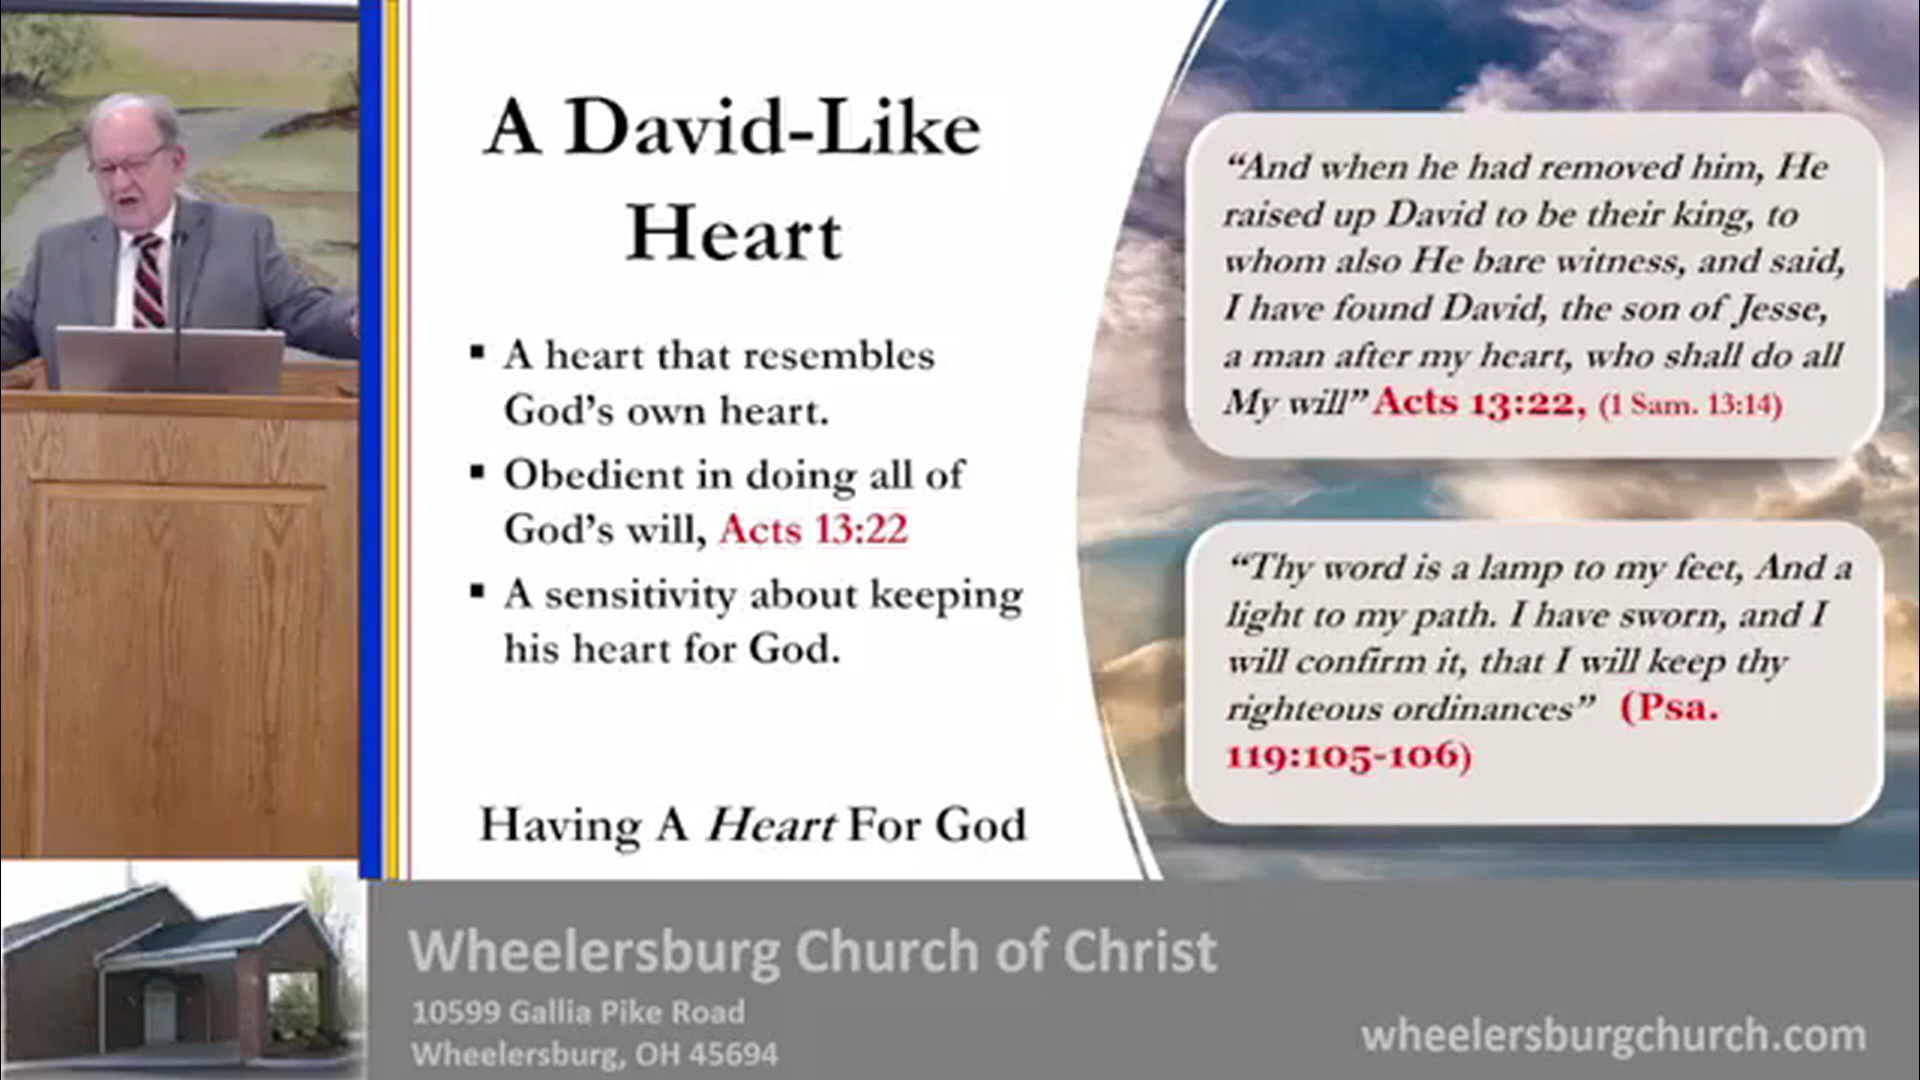 A David-Like
Heart
▪ A heart that resembles
God's own heart.
▪ Obedient in doing all of
God's will, Acts 13:22
▪ A sensitivity about keeping
his heart for God.
Having A Heart For God
“And when he had removed him, He
raised up David to be their king, to
whom also He bare witness, and said,
I have found David, the son of Jesse,
a man after my heart, who shall do all
My will” Acts 13:22, (1 Sam. 13:14)
“Thy word is a lamp to my feet, And a
light to my path. I have sworn, and I
will confirm it, that I will keep thy
righteous ordinances” (Psa.
119:105-106)
Wheelersburg Church of Christ
10599 Gallia Pike Road
Wheelersburg, OH 45694
wheelersburgchurch.com